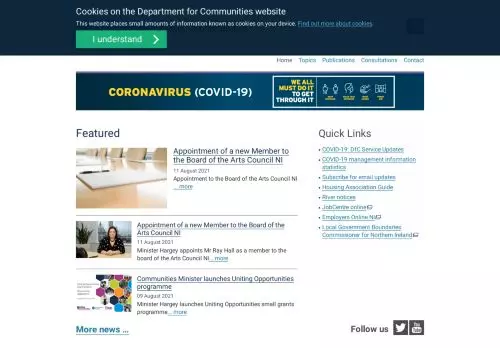 Cookies on the Department for Communities website
This website places small amounts of information known as cookies on your device. Find out more about cookies.
I understand
Home Topics Publications Consultations Contact
CORONAVIRUS (COVID-19)
WE ALL
MUST DO IT
TO GET
THROUGH IT
Featured
Appointment of a new Member to
the Board of the Arts Council NI
11 August 2021
Appointment to the Board of the Arts Council NI
... more
Appointment of a new Member to the Board of the
Arts Council NI
11 August 2021
Minister Hargey appoints Mr Ray Hall as a member to the
board of the Arts Council NI... more
Communities Minister launches Uniting Opportunities
programme
09 August 2021
Minister Hargey launches Uniting Opportunities small grants
programme... more
More news ...
Quick Links
COVID-19: DfC Service Updates
COVID-19 management information
statistics
Subscribe for email updates
Housing Association Guide
River notices
JobCentre online
Employers Online NI
Local Government Boundaries
Commissioner for Northern Ireland
Follow us
You
Tube